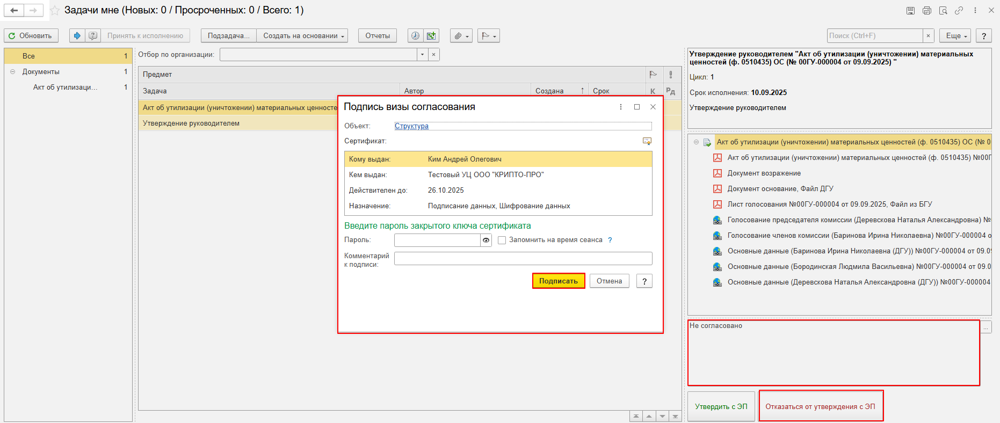 Задачи мне (Новых: 0 / Просроченных: 0 / Всего: 1)
Обновить
Принять к исполнению
Подзадача...
Создать на основании
Отчеты
Поиск (Ctrl+F)
×
Еще
?
Все 1
Документы 1
Акт об утилизаци... 1
Отбор по организации:
×
Предмет
Задача Автор Создана ↑ Срок К Рд
Акт об утилизации (уничтожении) материальных ценносте
Утверждение руководителем
Подпись визы согласования
Объект: Структура
Сертификат:
Кому выдан: Ким Андрей Олегович
Кем выдан: Тестовый УЦ ООО "КРИПТО-ПРО"
Действителен до: 26.10.2025
Назначение: Подписание данных, Шифрование данных
Введите пароль закрытого ключа сертификата
Пароль:
Запомнить на время сеанса ?
Комментарий
к подписи:
Подписать
Отмена
?
Утверждение руководителем "Акт об утилизации (уничтожении) материальных
ценностей (ф. 0510435) ОС (№ 00ГУ-000004 от 09.09.2025) "
Цикл: 1
Срок исполнения: 10.09.2025
Утверждение руководителем
Акт об утилизации (уничтожении) материальных ценностей (ф. 0510435) ОС (№ 0
Акт об утилизации (уничтожении) материальных ценностей (ф. 0510435) №00Г
Документ возражение
Документ основание, Файл ДГУ
Лист голосования №00ГУ-000004 от 09.09.2025, Файл из БГУ
Голосование председателя комиссии (Деревскова Наталья Александровна) №
Голосование членов комиссии (Баринова Ирина Николаевна) №00ГУ-000004 о
Основные данные (Баринова Ирина Николаевна (ДГУ)) №00ГУ-000004 от 09.09
Основные данные (Бородинская Людмила Васильевна) №00ГУ-000004 от 09.0
Основные данные (Деревскова Наталья Александровна (ДГУ)) №00ГУ-000004
Не согласовано
...
Утвердить с ЭП
Отказаться от утверждения с ЭП